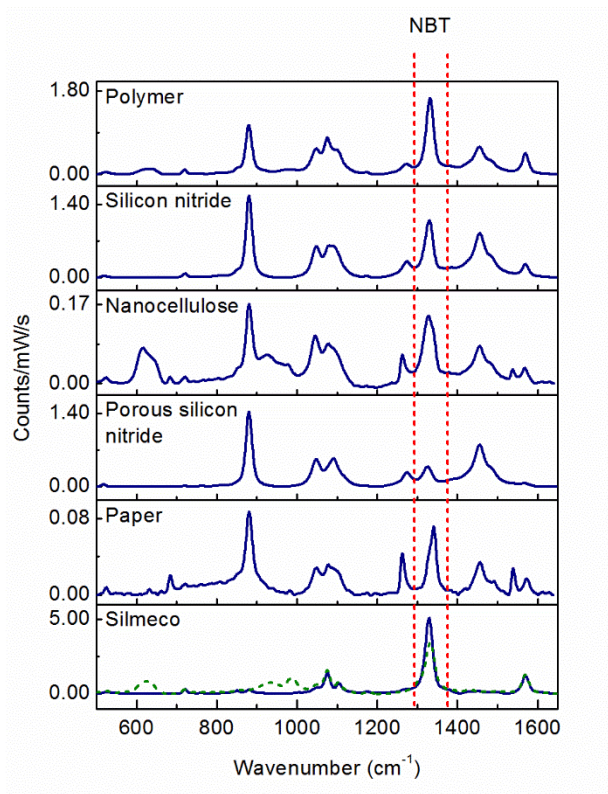 NBT
1.80
Polymer
0.00
1.40
Silicon nitride
0.00
0.17
Nanocellulose
0.00
1.40
Porous silicon
nitride
0.00
0.08
Paper
0.00
5.00
Silmeco
0.00
600 800 1000 1200 1400 1600
Wavenumber (cm⁻¹)
Counts/mW/s